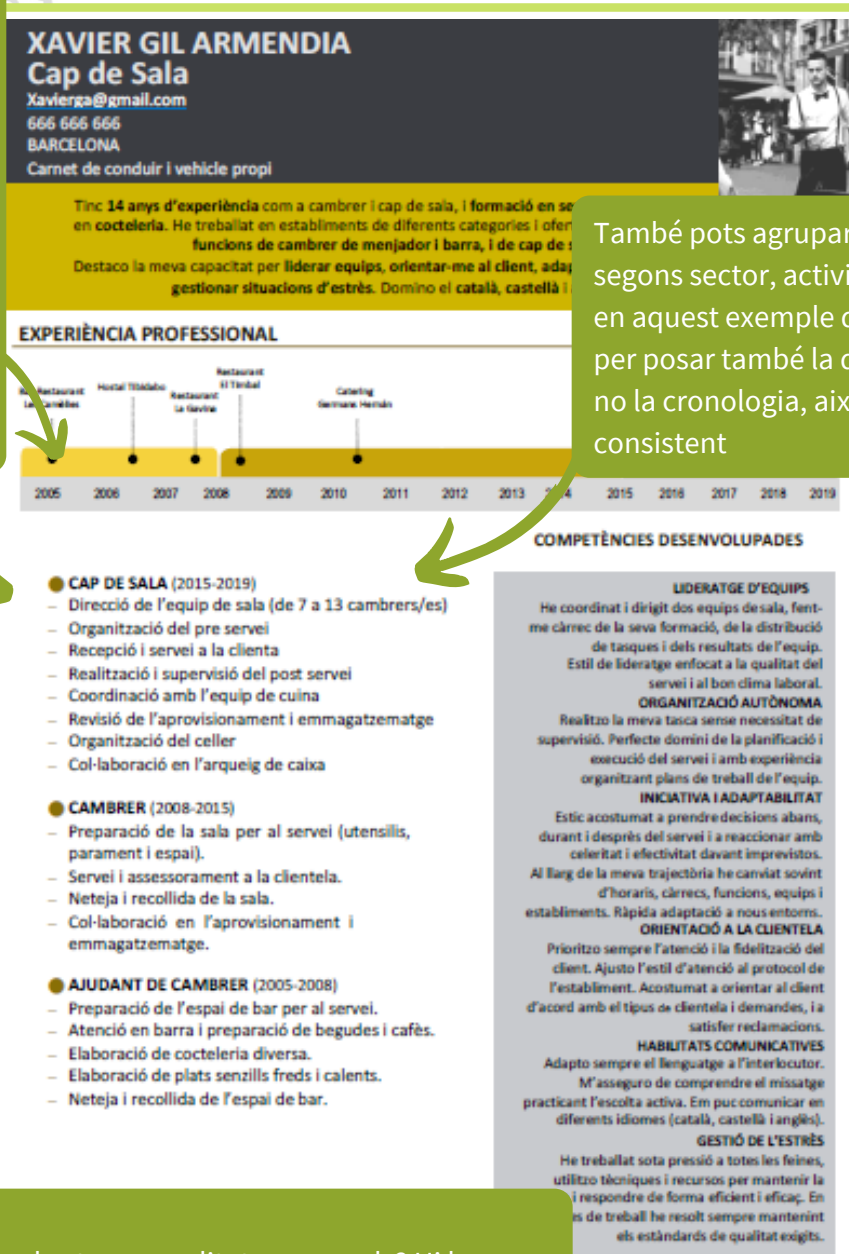 XAVIER GIL ARMENDIA
Cap de Sala
Xavierga@gmail.com
666 666 666
BARCELONA
Carnet de conduir i vehicle propi
Tinc 14 anys d'experiència com a cambrer i cap de sala, i formació en
en cocteleria. He treballat en establiments de diferents categories i
funcions de cambrer de menjador i barra, i de cap de
Destaco la meva capacitat per liderar equips, orientar-me al client,
gestionar situacions d'estrès. Domino el català, castellà i
També pots agrupar
segons sector,
en aquest exemple
per posar també la
no la cronologia,
consistent
EXPERIÈNCIA PROFESSIONAL
Restaurant
Hostal Tibidabo
Restaurant
La Gavina
Restaurant
El Timbal
Catering
Germans Hernán
2005 2006 2007 2008 2009 2010 2011 2012 2013 2014 2015 2016 2017 2018 2019
CAP DE SALA (2015-2019)
– Direcció de l'equip de sala (de 7 a 13 cambrers/es)
– Organització del pre servei
– Recepció i servei a la clienta
– Realització i supervisió del post servei
– Coordinació amb l'equip de cuina
– Revisió de l'aprovisionament i emmagatzematge
– Organització del celler
– Col·laboració en l'arqueig de caixa
CAMBRER (2008-2015)
– Preparació de la sala per al servei (utensilis,
parament i espai).
– Servei i assessorament a la clientela.
– Neteja i recollida de la sala.
– Col·laboració en l'aprovisionament i
emmagatzematge.
AJUDANT DE CAMBRER (2005-2008)
– Preparació de l'espai de bar per al servei.
– Atenció en barra i preparació de begudes i cafès.
– Elaboració de cocteleria diversa.
– Elaboració de plats senzills freds i calents.
– Neteja i recollida de l'espai de bar.
COMPETÈNCIES DESENVOLUPADES
LIDERATGE D'EQUIPS
He coordinat i dirigit dos equips de sala, fent-
me càrrec de la seva formació, de la distribució
de tasques i dels resultats de l'equip.
Estil de lideratge enfocat a la qualitat del
servei i al bon clima laboral.
ORGANITZACIÓ AUTÒNOMA
Realitzo la meva tasca sense necessitat de
supervisió. Perfecte domini de la planificació i
execució del servei i amb experiència
organitzant plans de treball de l'equip.
INICIATIVA I ADAPTABILITAT
Estic acostumat a prendre decisions abans,
durant i desprès del servei i a reaccionar amb
celeritat i efectivitat davant imprevistos.
Al llarg de la meva trajectòria he canviat sovint
d'horaris, càrrecs, funcions, equips i
establiments. Ràpida adaptació a nous entorns.
ORIENTACIÓ A LA CLIENTELA
Prioritzo sempre l'atenció i la fidelització del
client. Ajusto l'estil d'atenció al protocol de
l'establiment. Acostumat a orientar al client
d'acord amb el tipus de clientela i demandes, i a
satisfer reclamacions.
HABILITATS COMUNICATIVES
Adapto sempre el llenguatge a l'interlocutor.
M'asseguro de comprendre el missatge
practicant l'escolta activa. Em puc comunicar en
diferents idiomes (català, castellà i anglès).
GESTIÓ DE L'ESTRÈS
He treballat sota pressió a totes les feines,
utilitzo tècniques i recursos per mantenir la
i respondre de forma eficient i eficaç. En
de treball he resolt sempre mantenint
els estàndards de qualitat exigits.